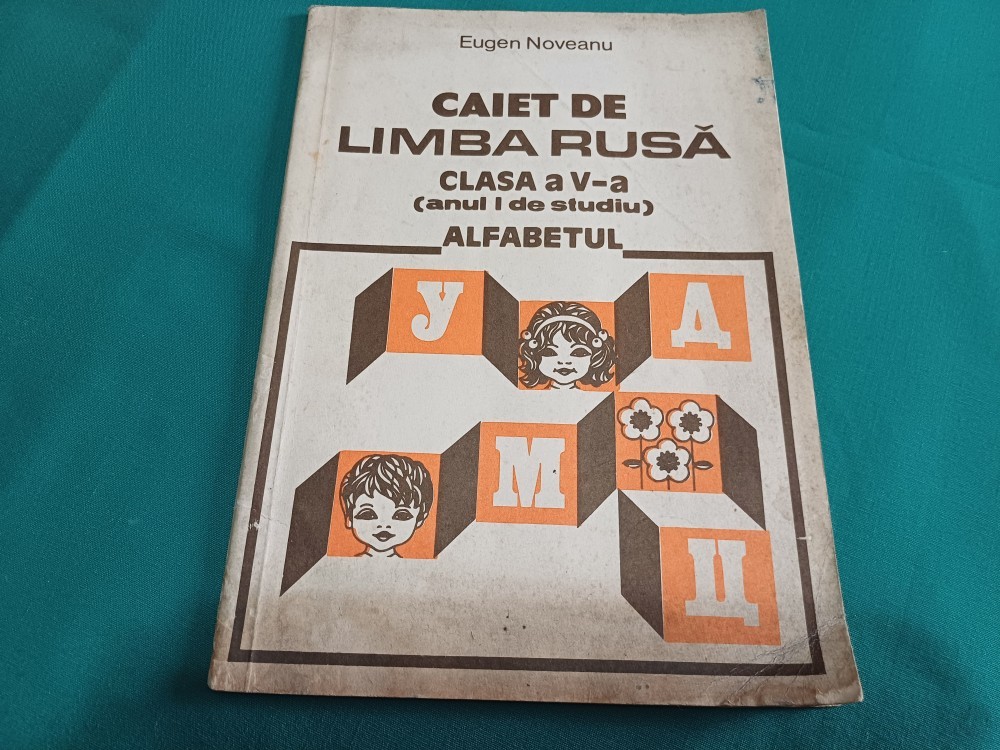 Eugen Noveanu
CAIET DE
LIMBA RUSĂ
CLASA a V-a
(anul I de studiu)
ALFABETUL
У
Д
М
Ц